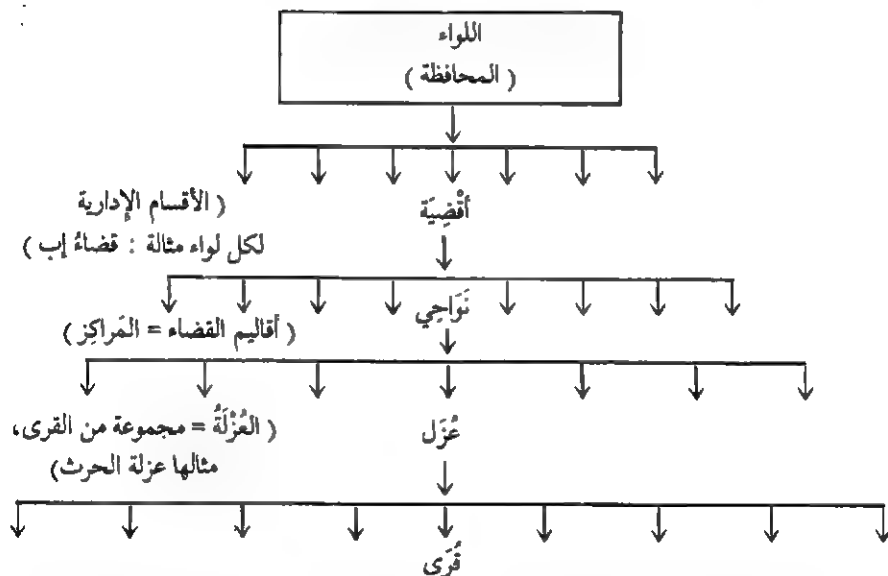 اللواء
( المحافظة )
أقْضِيَة
( الأقسام الإدارية
لكل لواء مثالة : قضاءُ إب )
نَوَاحِي
( أقاليم القضاء = المَراكِز )
عُزَل
( العُزْلَةُ = مجموعة من القرى،
مثالها عزلة الحرث)
قُرَى